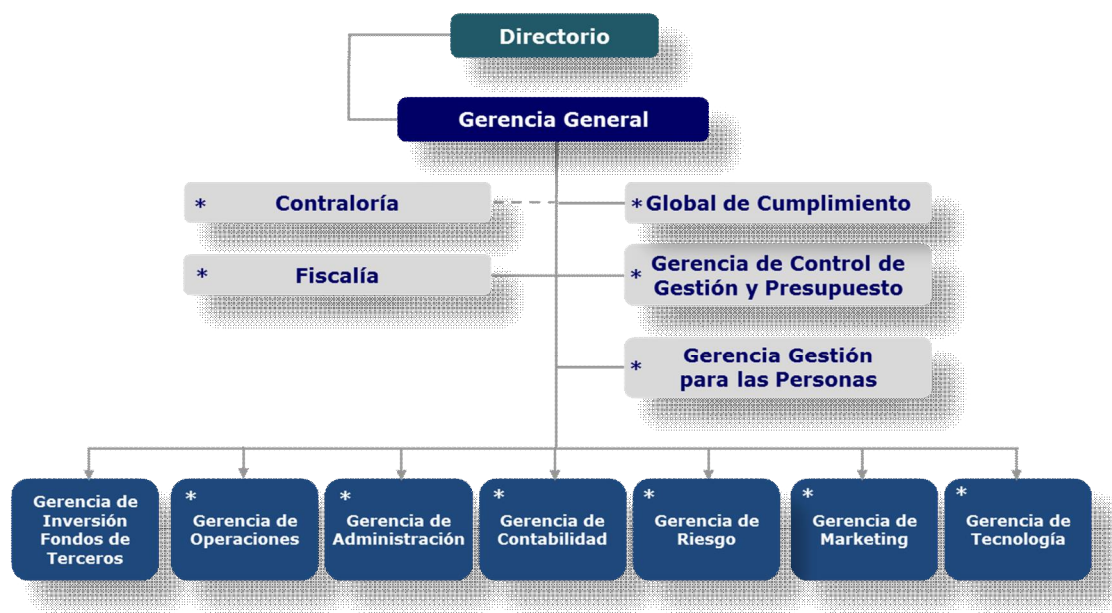 Directorio
Gerencia General
* Contraloría
* Global de Cumplimiento
* Fiscalía
* Gerencia de Control de
Gestión y Presupuesto
* Gerencia Gestión
para las Personas
Gerencia de
Inversión
Fondos de
Terceros
*
Gerencia de
Operaciones
*
Gerencia de
Administración
*
Gerencia de
Contabilidad
*
Gerencia de
Riesgo
*
Gerencia de
Marketing
*
Gerencia de
Tecnología